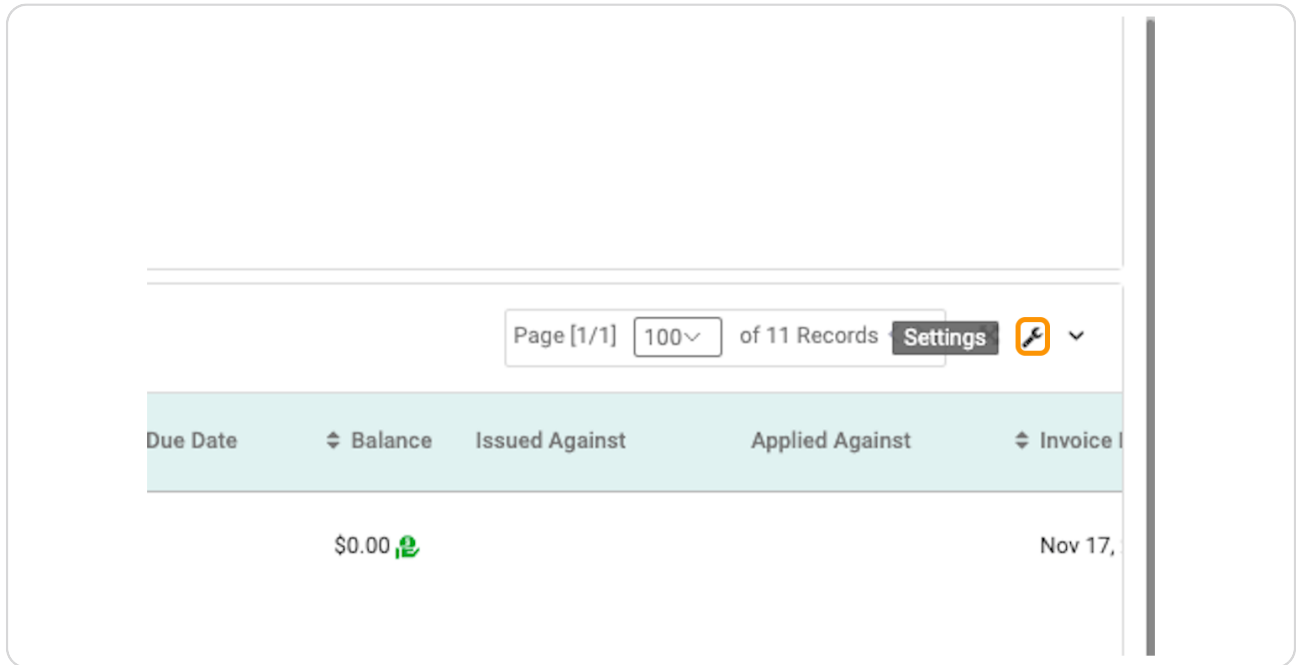 Page [1/1] 100 of 11 Records Settings
Due Date Balance Issued Against Applied Against Invoice
$0.00 Nov 17,